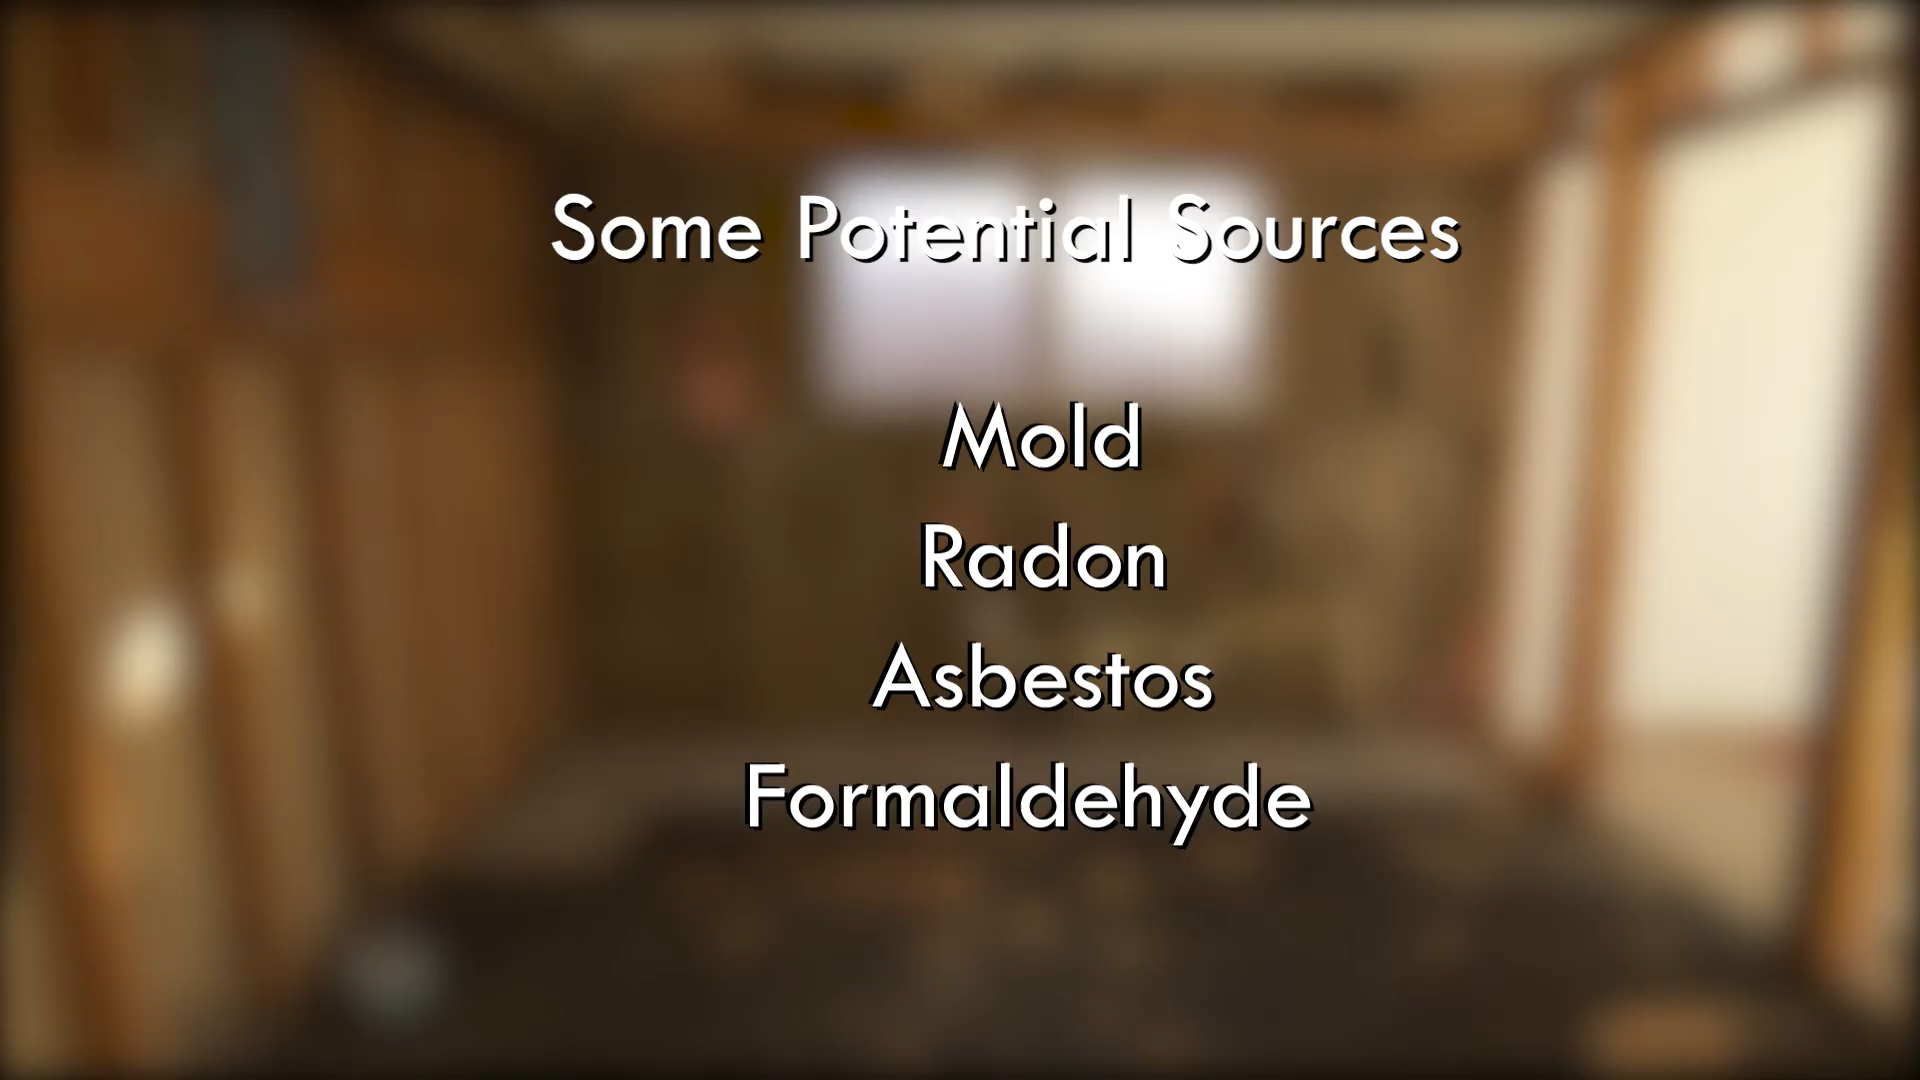 Some Potential Sources
Mold
Radon
Asbestos
Formaldehyde